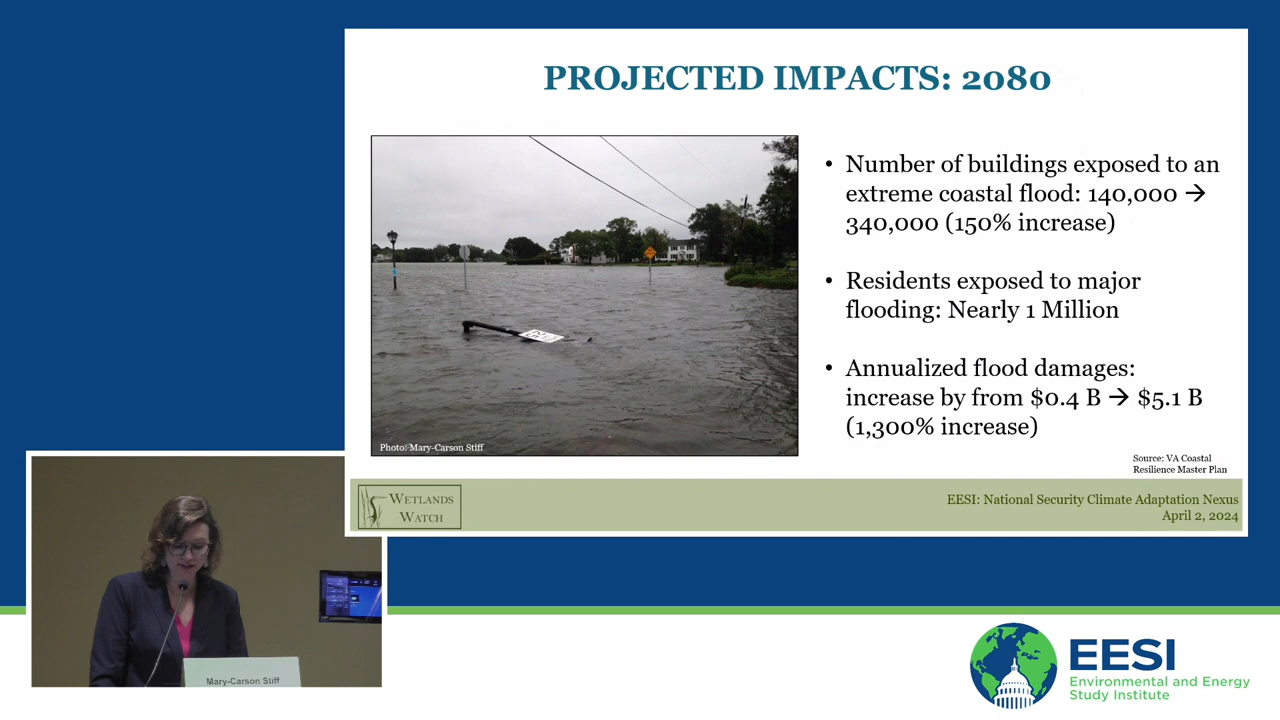 PROJECTED IMPACTS: 2080
• Number of buildings exposed to an
extreme coastal flood: 140,000 →
340,000 (150% increase)
• Residents exposed to major
flooding: Nearly 1 Million
• Annualized flood damages:
increase by from $0.4 B → $5.1 B
(1,300% increase)
Photo: Mary-Carson Stiff
Source: VA Coastal
Resilience Master Plan
WETLANDS
WATCH
EESI: National Security Climate Adaptation Nexus
April 2, 2024
Mary-Carson Stiff
EESI
Environmental and Energy
Study Institute